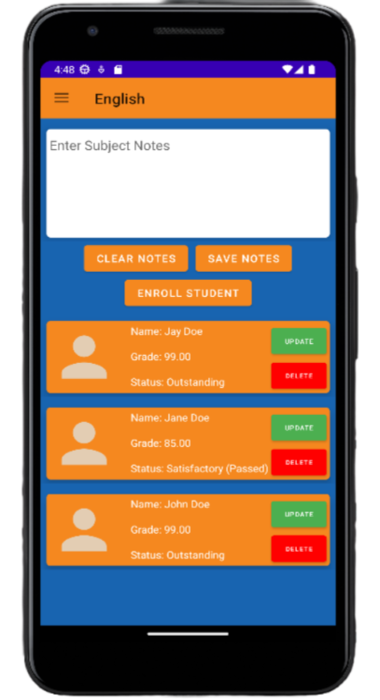 4:48
English
Enter Subject Notes
CLEAR NOTES SAVE NOTES
ENROLL STUDENT
Name: Jay Doe
UPDATE
Grade: 99.00
DELETE
Status: Outstanding
Name: Jane Doe
UPDATE
Grade: 85.00
DELETE
Status: Satisfactory (Passed)
Name: John Doe
UPDATE
Grade: 99.00
DELETE
Status: Outstanding